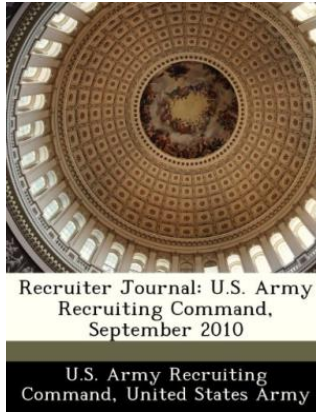 Recruiter Journal: U.S. Army
Recruiting Command,
September 2010
U.S. Army Recruiting
Command, United States Army